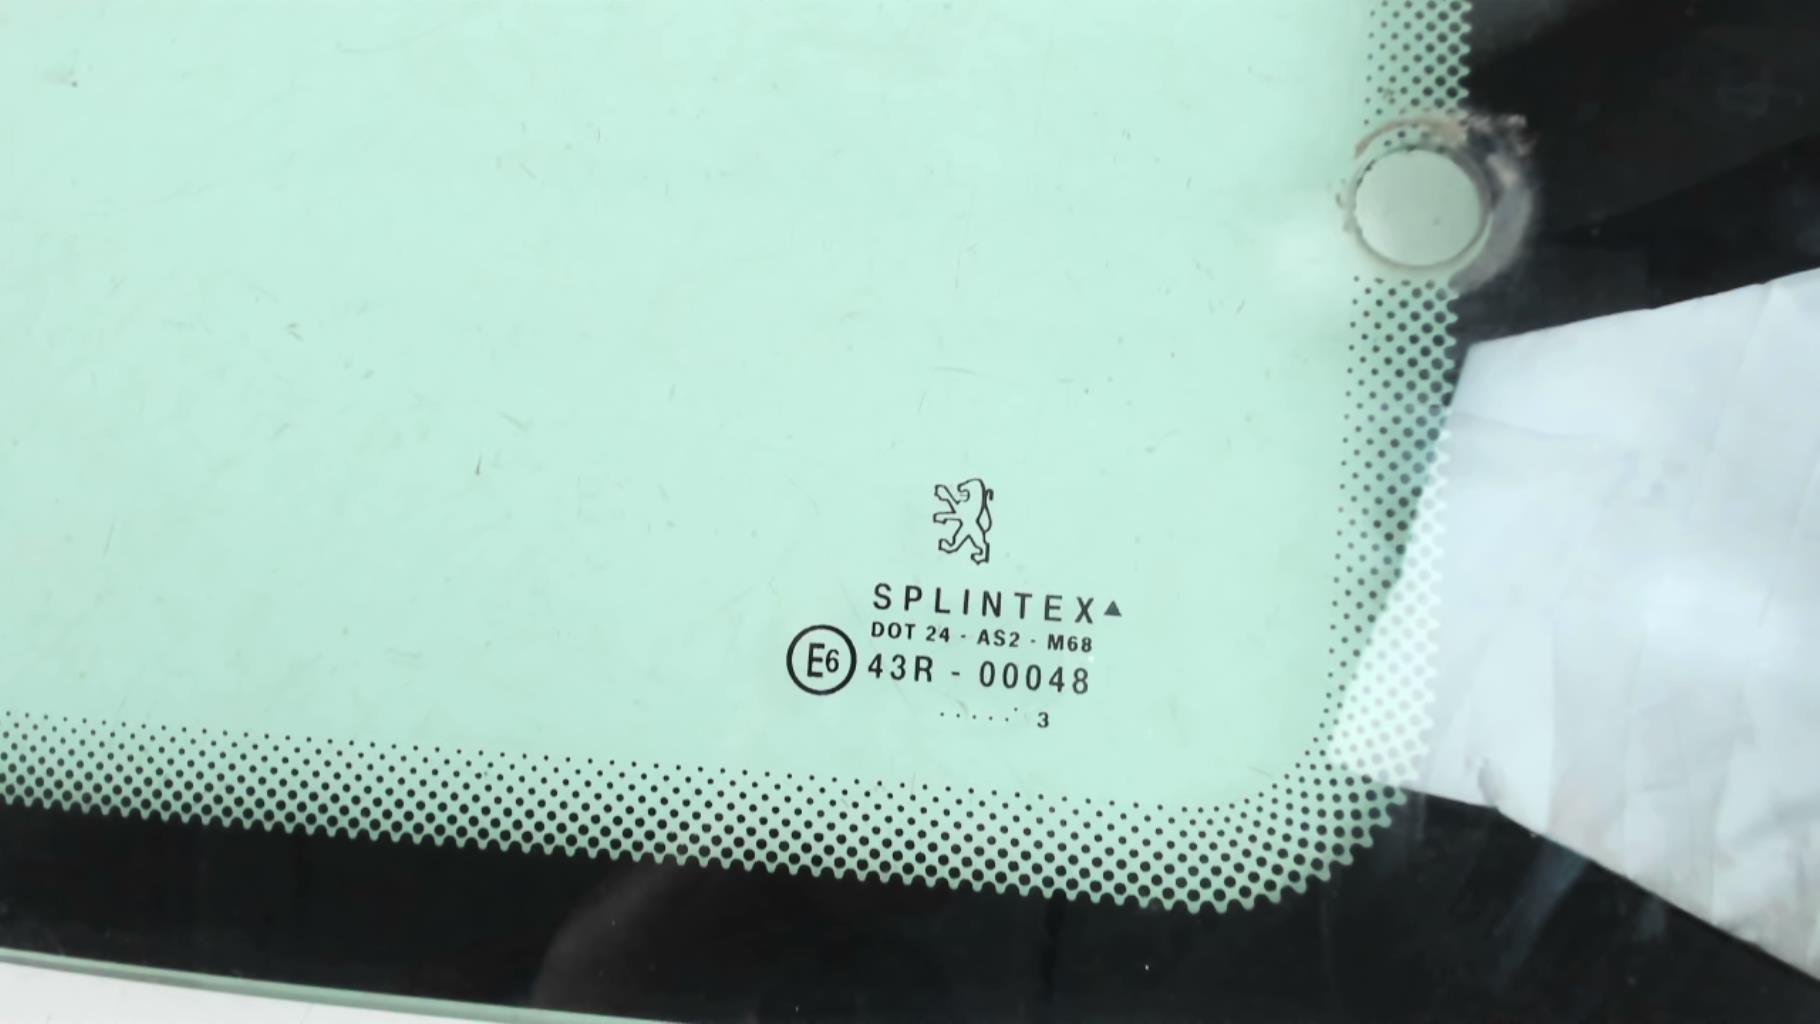 SPLINTEX▲
DOT 24 - AS2 - M68
E6 43R - 00048
...... 3